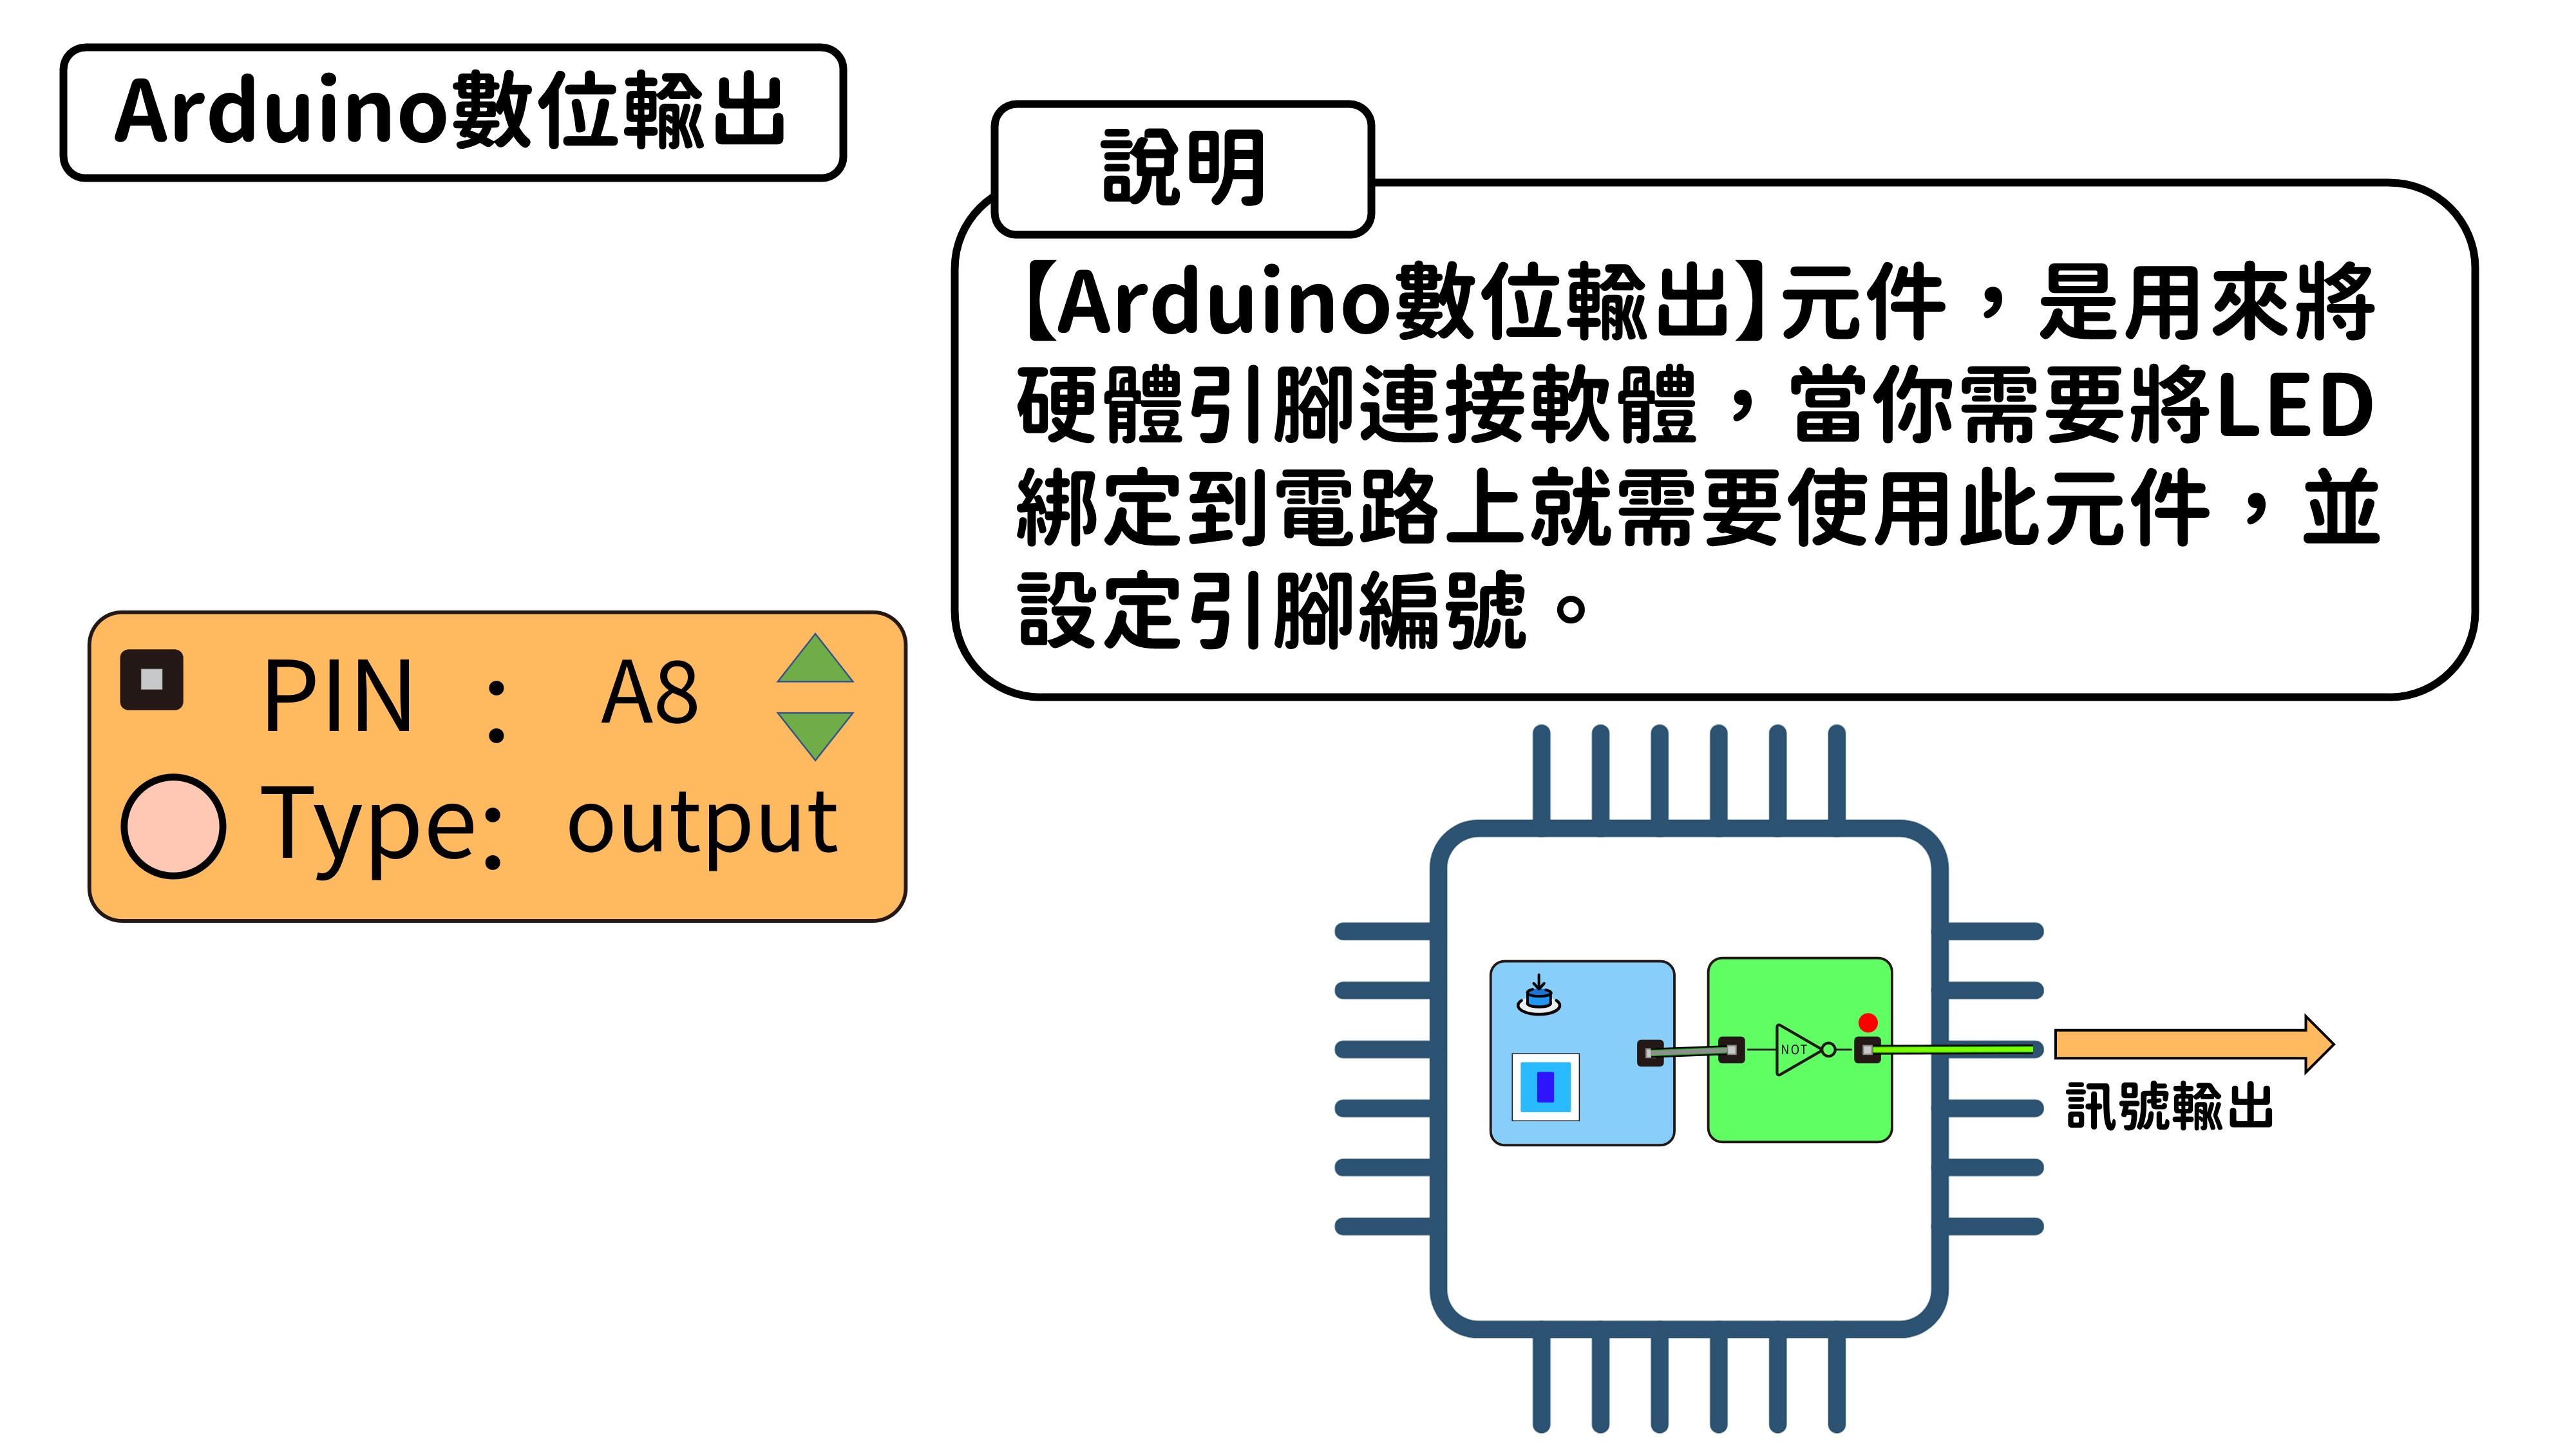 Arduino數位輸出
說明
【Arduino數位輸出】元件，是用來將
硬體引腳連接軟體，當你需要將LED
綁定到電路上就需要使用此元件，並
設定引腳編號。
PIN : A8
Type: output
NOT
訊號輸出